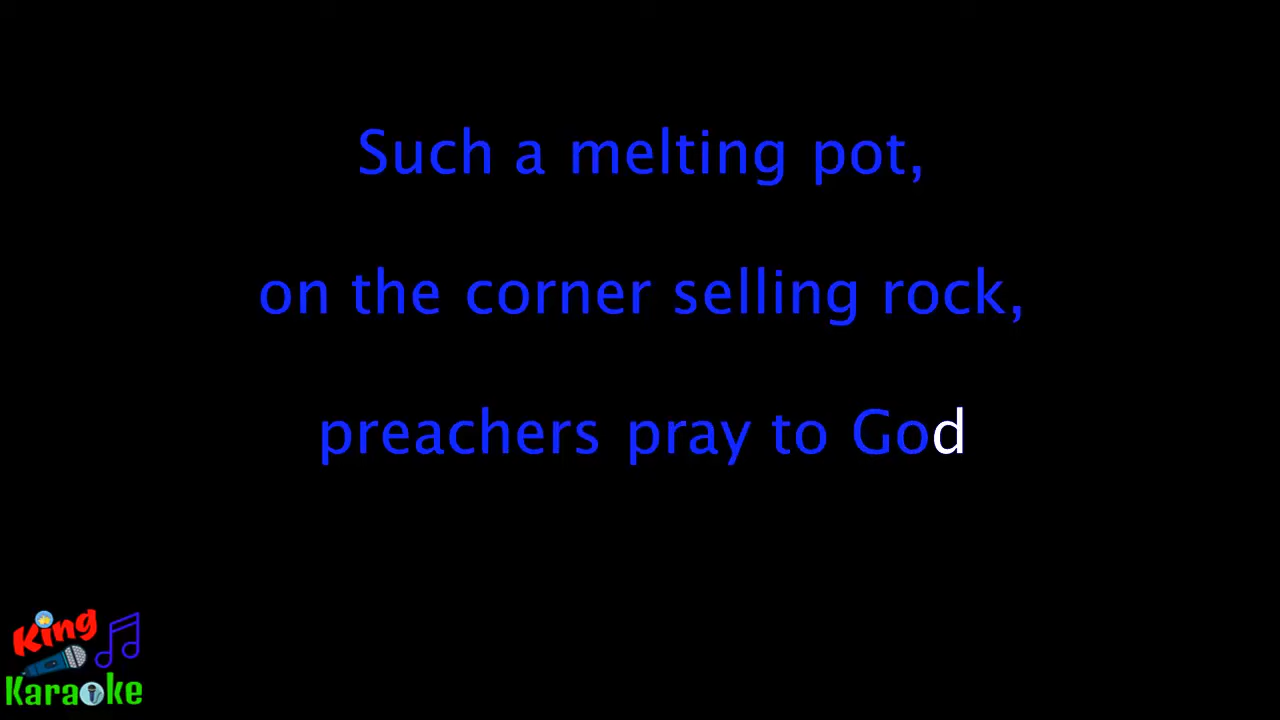 Such a melting pot,
on the corner selling rock,
preachers pray to God
King
Karaoke